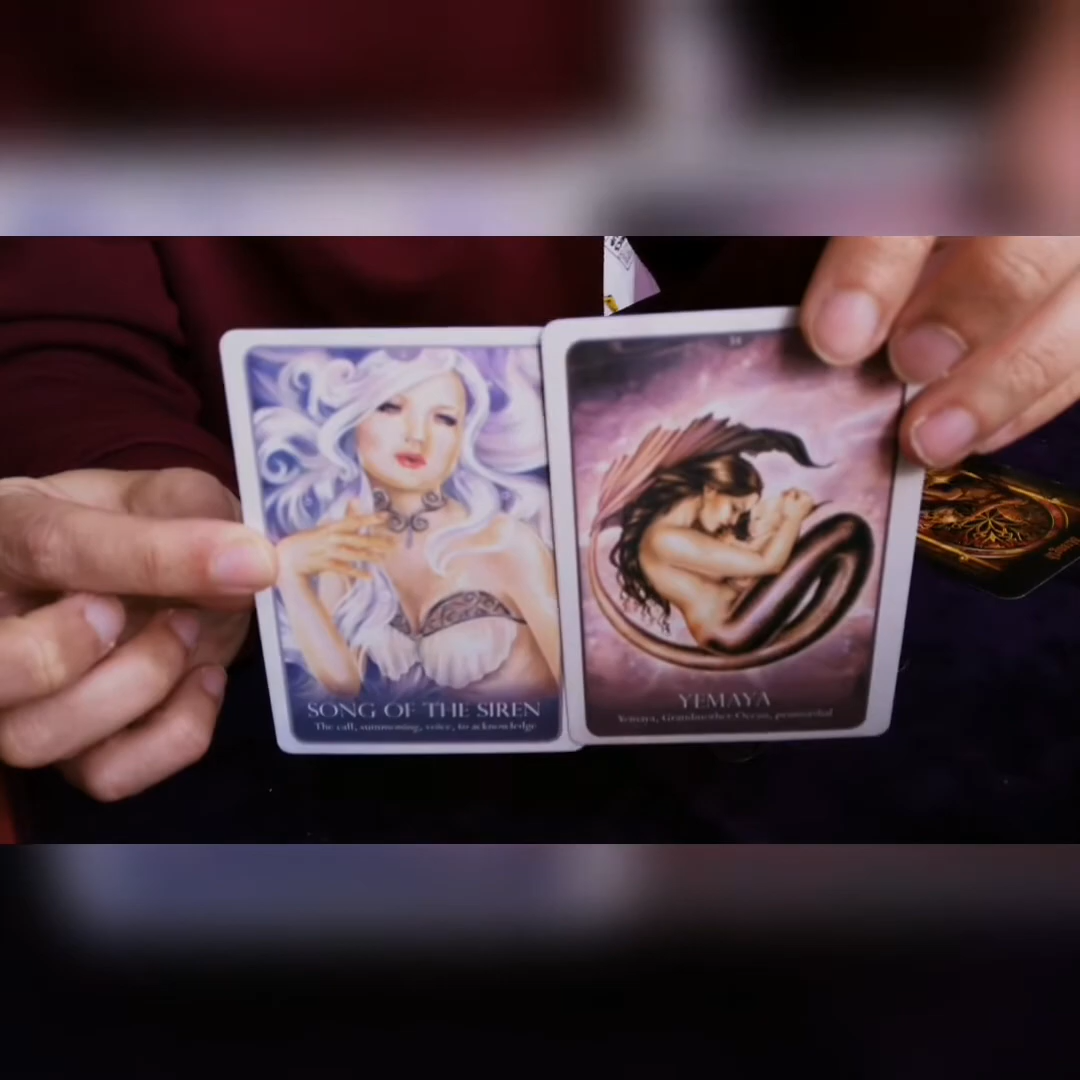 SONG OF THE SIREN
The call, summoning, voice, to acknowledge
YEMAYA
Yemaya, Grandmother Ocean, primordial